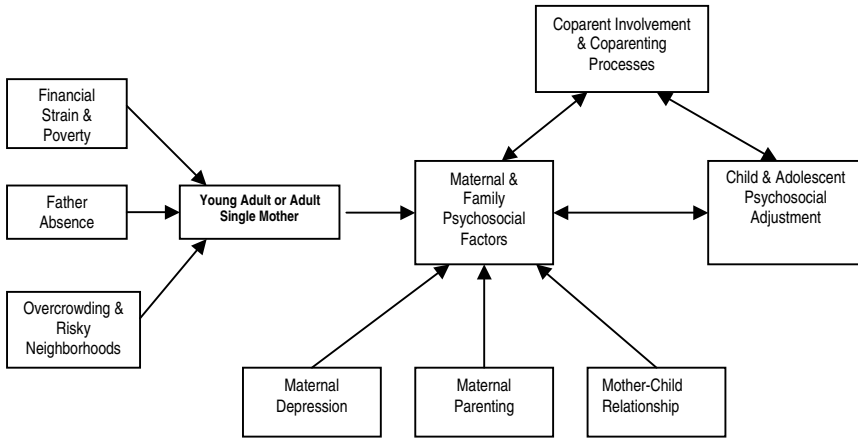 Coparent Involvement
& Coparenting
Processes
Financial
Strain &
Poverty
Father
Absence
Young Adult or Adult
Single Mother
Maternal &
Family
Psychosocial
Factors
Child & Adolescent
Psychosocial
Adjustment
Overcrowding &
Risky
Neighborhoods
Maternal
Depression
Maternal
Parenting
Mother-Child
Relationship